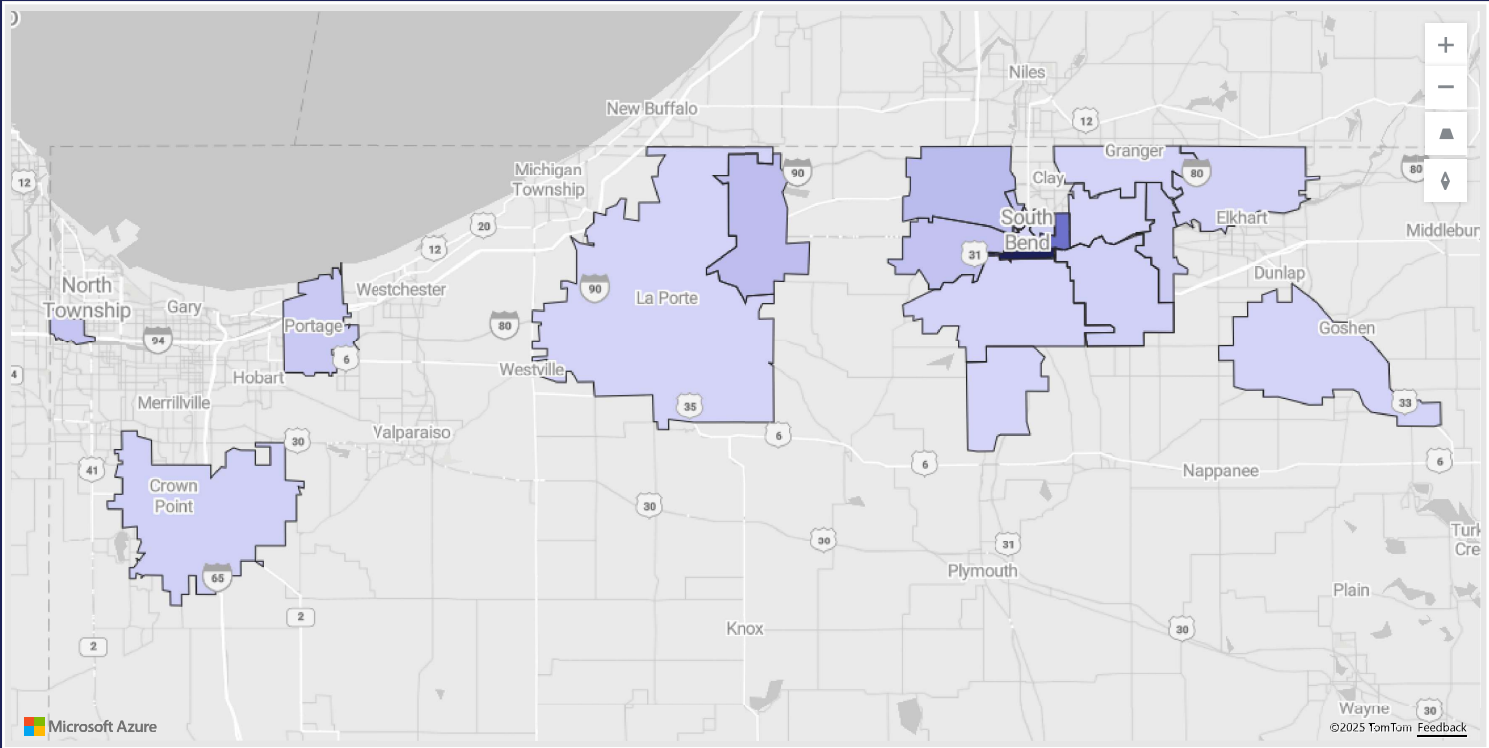 Niles
New Buffalo
12
Granger
Michigan
Township
90
80
80
Clay
12
20
South
Bend
Elkhart
12
31
Middlebur
North
Township
Gary
Westchester
90
La Porte
Dunlap
94
Portage
80
Goshen
6
Westville
4
Hobart
Merrillville
35
33
30
Valparaiso
6
41
6
Nappanee
6
Crown
Point
30
30
31
Turk
Cre
65
Plymouth
Plain
2
2
Knox
30
Wayne
30
Microsoft Azure
©2025 TomTom Feedback